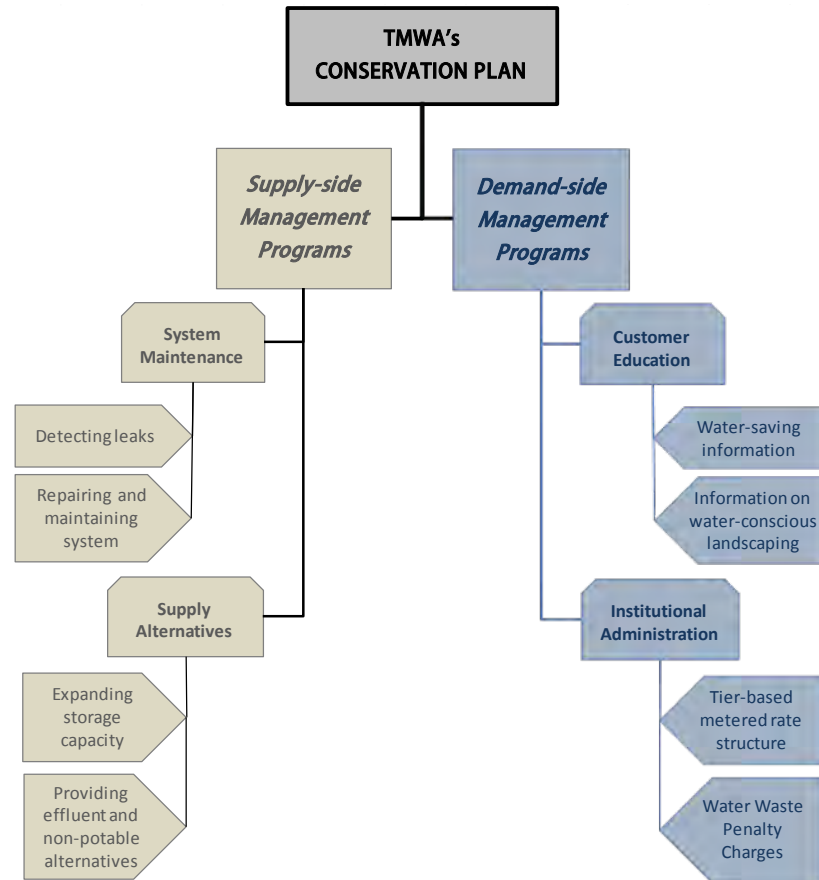 TMWA's
CONSERVATION PLAN
Supply-side
Management
Programs
Demand-side
Management
Programs
System
Maintenance
Detecting leaks
Repairing and
maintaining
system
Supply
Alternatives
Expanding
storage
capacity
Providing
effluent and
non-potable
alternatives
Customer
Education
Water-saving
information
Information on
water-conscious
landscaping
Institutional
Administration
Tier-based
metered rate
structure
Water Waste
Penalty
Charges